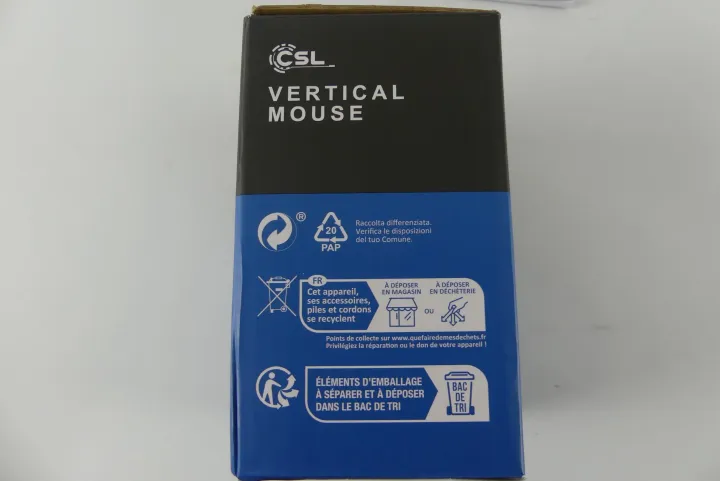 CSL
VERTICAL
MOUSE
®
20
PAP
Raccolta differenziata.
Verifica le disposizioni
del tuo Comune.
FR
Cet appareil,
ses accessoires,
piles et cordons
se recyclent
À DÉPOSER
EN MAGASIN
OU
À DÉPOSER
EN DÉCHÈTERIE
Points de collecte sur www.quefairedemesdechets.fr
Privilégiez la réparation ou le don de votre appareil !
ÉLÉMENTS D'EMBALLAGE
À SÉPARER ET À DÉPOSER
DANS LE BAC DE TRI
BAC
DE
TRI